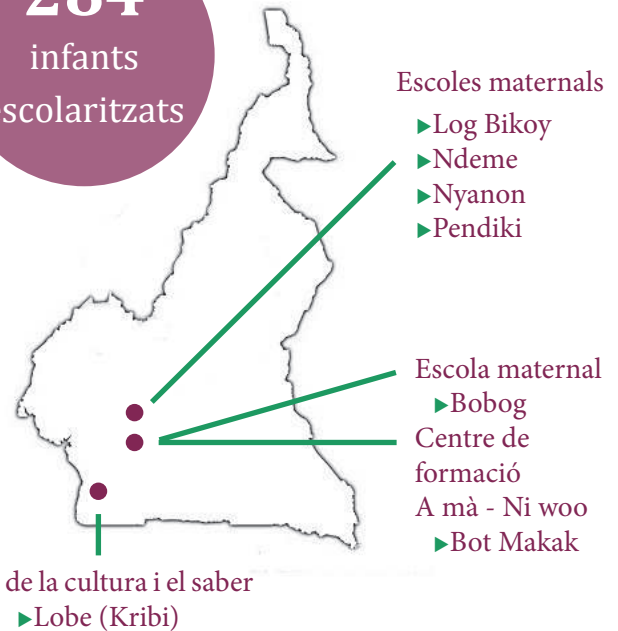 284
infants
escolaritzats
Escoles maternals
▶Log Bikoy
▶Ndeme
▶Nyanon
▶Pendiki
Escola maternal
▶Bobog
Centre de
formació
A mà - Ni woo
▶Bot Makak
de la cultura i el saber
▶Lobe (Kribi)